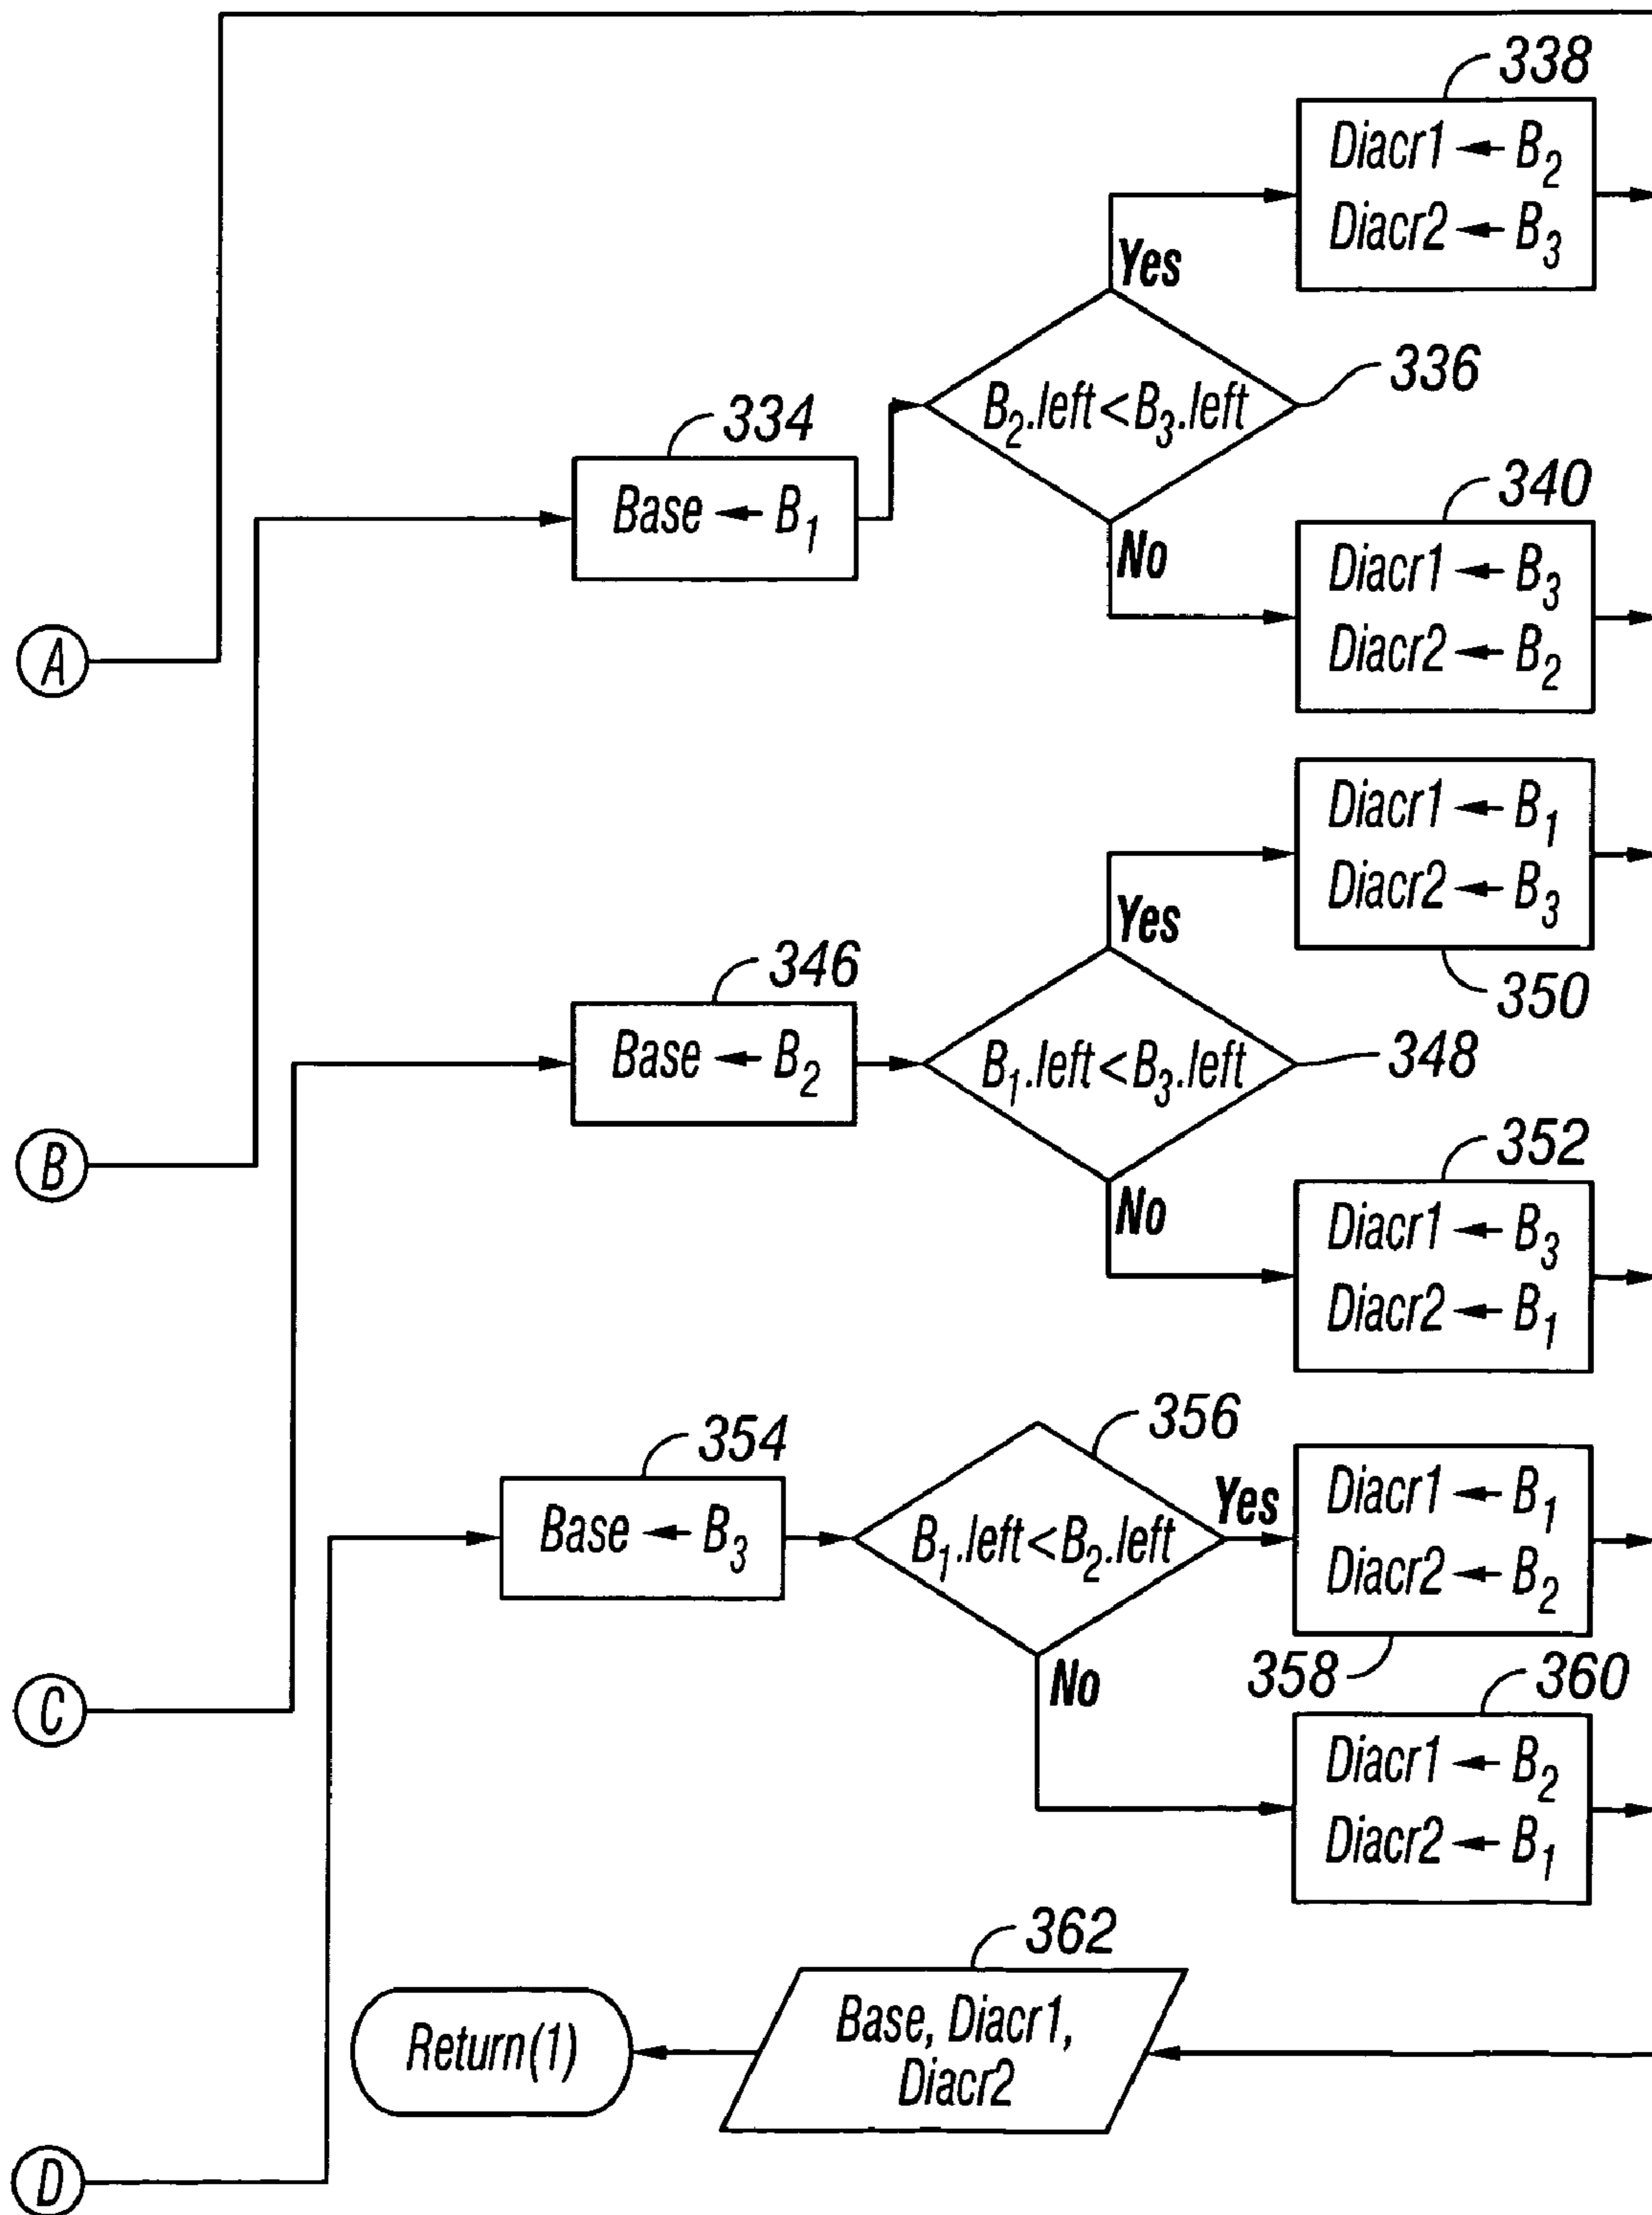 338
Diacr1 ← B₂
Diacr2 ← B₃
Yes
B₂.left<B₃.left
336
334
Base ← B₁
No
340
Diacr1 ← B₃
Diacr2 ← B₂
A
Diacr1 ← B₁
Diacr2 ← B₃
350
Yes
346
Base ← B₂
B₁.left<B₃.left
348
No
352
Diacr1 ← B₃
Diacr2 ← B₁
B
354
Base ← B₃
356
B₁.left<B₂.left
Yes
Diacr1 ← B₁
Diacr2 ← B₂
358
No
360
Diacr1 ← B₂
Diacr2 ← B₁
C
362
Base, Diacr1,
Diacr2
Return(1)
D